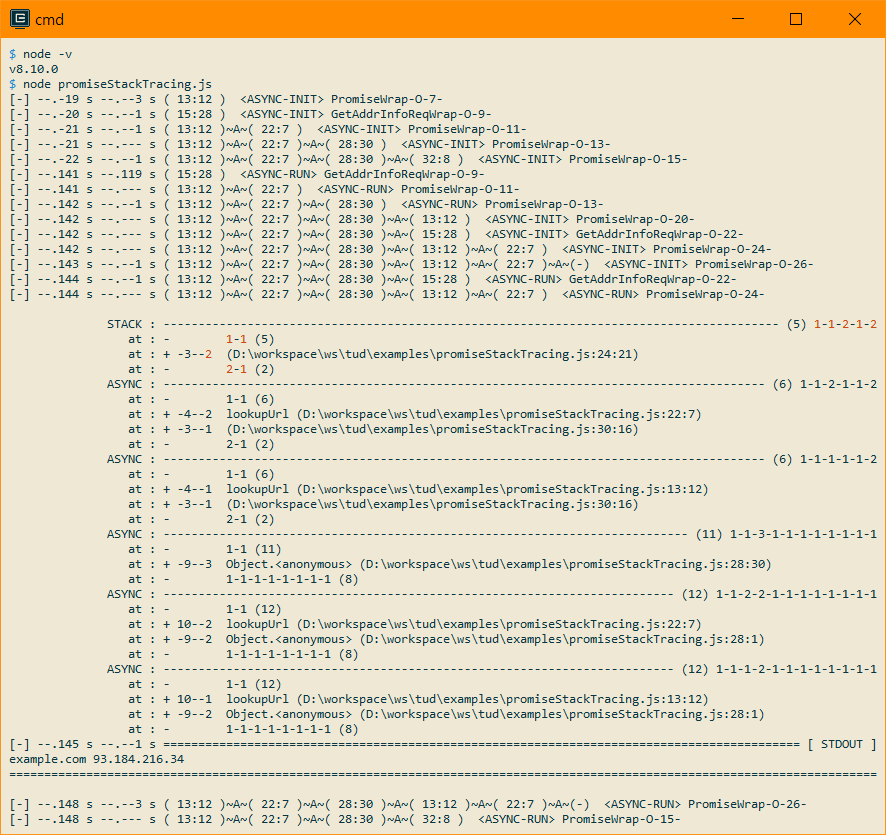 cmd
$ node -v
v8.10.0
$ node promiseStackTracing.js
[-] --.-19 s --.--3 s ( 13:12 )  <ASYNC-INIT> PromiseWrap-O-7-
[-] --.-20 s --.--1 s ( 15:28 )  <ASYNC-INIT> GetAddrInfoReqWrap-O-9-
[-] --.-21 s --.--1 s ( 13:12 )~A~( 22:7 )  <ASYNC-INIT> PromiseWrap-O-11-
[-] --.-21 s --.--- s ( 13:12 )~A~( 22:7 )~A~( 28:30 )  <ASYNC-INIT> PromiseWrap-O-13-
[-] --.-22 s --.--1 s ( 13:12 )~A~( 22:7 )~A~( 28:30 )~A~( 32:8 )  <ASYNC-INIT> PromiseWrap-O-15-
[-] --.141 s --.119 s ( 15:28 )  <ASYNC-RUN> GetAddrInfoReqWrap-O-9-
[-] --.141 s --.--- s ( 13:12 )~A~( 22:7 )  <ASYNC-RUN> PromiseWrap-O-11-
[-] --.142 s --.--1 s ( 13:12 )~A~( 22:7 )~A~( 28:30 )  <ASYNC-RUN> PromiseWrap-O-13-
[-] --.142 s --.--- s ( 13:12 )~A~( 22:7 )~A~( 28:30 )~A~( 13:12 )  <ASYNC-INIT> PromiseWrap-O-20-
[-] --.142 s --.--- s ( 13:12 )~A~( 22:7 )~A~( 28:30 )~A~( 15:28 )  <ASYNC-INIT> GetAddrInfoReqWrap-O-22-
[-] --.142 s --.--- s ( 13:12 )~A~( 22:7 )~A~( 28:30 )~A~( 13:12 )~A~( 22:7 )  <ASYNC-INIT> PromiseWrap-O-24-
[-] --.143 s --.--1 s ( 13:12 )~A~( 22:7 )~A~( 28:30 )~A~( 13:12 )~A~( 22:7 )~A~(-)  <ASYNC-INIT> PromiseWrap-O-26-
[-] --.144 s --.--1 s ( 13:12 )~A~( 22:7 )~A~( 28:30 )~A~( 15:28 )  <ASYNC-RUN> GetAddrInfoReqWrap-O-22-
[-] --.144 s --.--- s ( 13:12 )~A~( 22:7 )~A~( 28:30 )~A~( 13:12 )~A~( 22:7 )  <ASYNC-RUN> PromiseWrap-O-24-
STACK : ---------------------------------------------------------------------------------------- (5) 1-1-2-1-2
at : -        1-1 (5)
at : + -3--2  (D:\workspace\ws\tud\examples\promiseStackTracing.js:24:21)
at : -        2-1 (2)
ASYNC : -------------------------------------------------------------------------------------- (6) 1-1-2-1-1-2
at : -        1-1 (6)
at : + -4--2  lookupUrl (D:\workspace\ws\tud\examples\promiseStackTracing.js:22:7)
at : + -3--1  (D:\workspace\ws\tud\examples\promiseStackTracing.js:30:16)
at : -        2-1 (2)
ASYNC : -------------------------------------------------------------------------------------- (6) 1-1-1-1-1-2
at : -        1-1 (6)
at : + -4--1  lookupUrl (D:\workspace\ws\tud\examples\promiseStackTracing.js:13:12)
at : + -3--1  (D:\workspace\ws\tud\examples\promiseStackTracing.js:30:16)
at : -        2-1 (2)
ASYNC : --------------------------------------------------------------------------- (11) 1-1-3-1-1-1-1-1-1-1-1
at : -        1-1 (11)
at : + -9--3  Object.<anonymous> (D:\workspace\ws\tud\examples\promiseStackTracing.js:28:30)
at : -        1-1-1-1-1-1-1-1 (8)
ASYNC : ------------------------------------------------------------------------- (12) 1-1-2-2-1-1-1-1-1-1-1-1
at : -        1-1 (12)
at : + 10--2  lookupUrl (D:\workspace\ws\tud\examples\promiseStackTracing.js:22:7)
at : + -9--2  Object.<anonymous> (D:\workspace\ws\tud\examples\promiseStackTracing.js:28:1)
at : -        1-1-1-1-1-1-1-1 (8)
ASYNC : ------------------------------------------------------------------------- (12) 1-1-1-2-1-1-1-1-1-1-1-1
at : -        1-1 (12)
at : + 10--1  lookupUrl (D:\workspace\ws\tud\examples\promiseStackTracing.js:13:12)
at : + -9--2  Object.<anonymous> (D:\workspace\ws\tud\examples\promiseStackTracing.js:28:1)
at : -        1-1-1-1-1-1-1-1 (8)
[-] --.145 s --.--1 s =========================================================================================== [ STDOUT ]
example.com 93.184.216.34
============================================================================================================================
[-] --.148 s --.--3 s ( 13:12 )~A~( 22:7 )~A~( 28:30 )~A~( 13:12 )~A~( 22:7 )~A~(-)  <ASYNC-RUN> PromiseWrap-O-26-
[-] --.148 s --.--- s ( 13:12 )~A~( 22:7 )~A~( 28:30 )~A~( 32:8 )  <ASYNC-RUN> PromiseWrap-O-15-